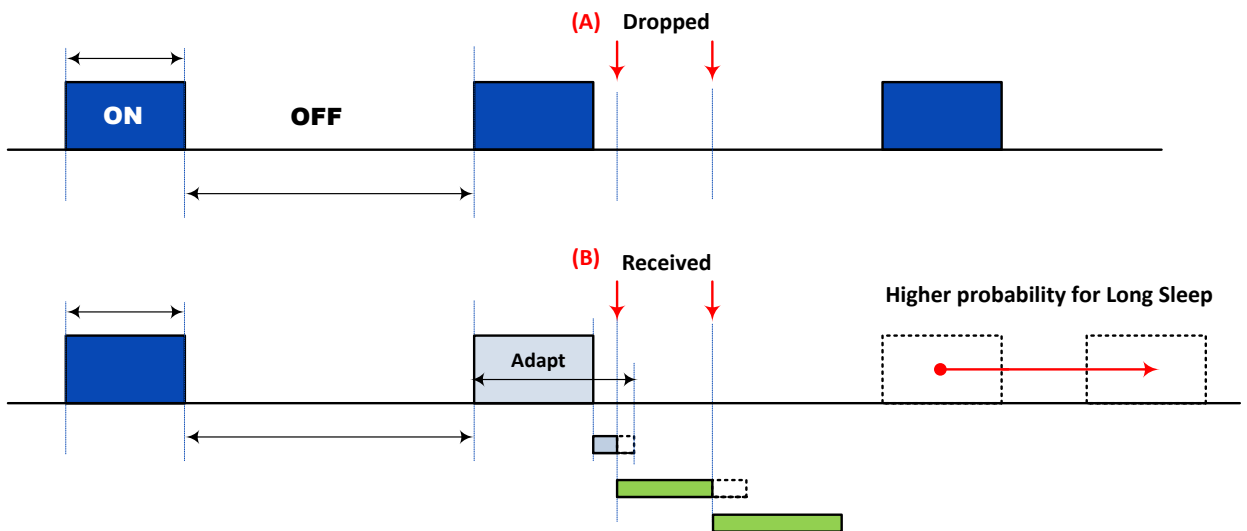 (A) Dropped
ON
OFF
(B) Received
Higher probability for Long Sleep
Adapt